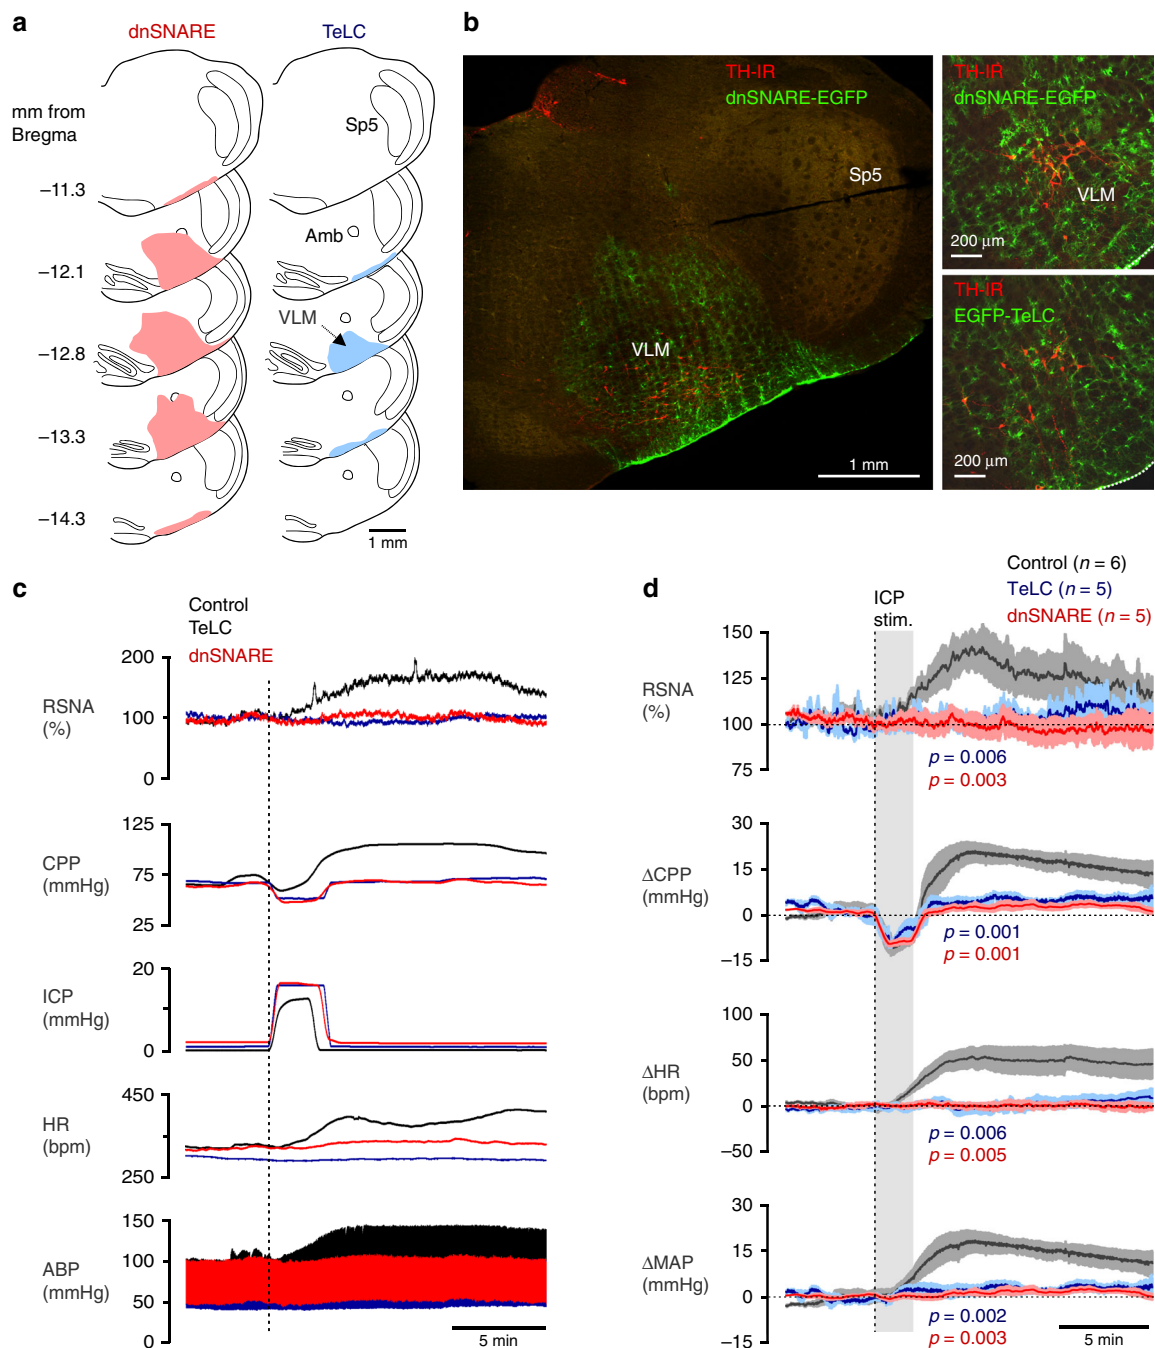 a
dnSNARE
TeLC
mm from
Bregma
Sp5
−11.3
Amb
−12.1
VLM
−12.8
−13.3
−14.3
1 mm
b
TH-IR
dnSNARE-EGFP
Sp5
VLM
1 mm
TH-IR
dnSNARE-EGFP
VLM
200 μm
TH-IR
EGFP-TeLC
200 μm
c
Control
TeLC
dnSNARE
RSNA
(%)
200
100
0
CPP
(mmHg)
125
75
25
ICP
(mmHg)
20
0
HR
(bpm)
450
250
ABP
(mmHg)
150
100
50
0
5 min
d
Control (n = 6)
TeLC (n = 5)
dnSNARE (n = 5)
ICP
stim.
RSNA
(%)
150
125
100
75
p = 0.006
p = 0.003
ΔCPP
(mmHg)
30
15
0
−15
p = 0.001
p = 0.001
ΔHR
(bpm)
100
50
0
−50
p = 0.006
p = 0.005
ΔMAP
(mmHg)
30
15
0
−15
p = 0.002
p = 0.003
5 min